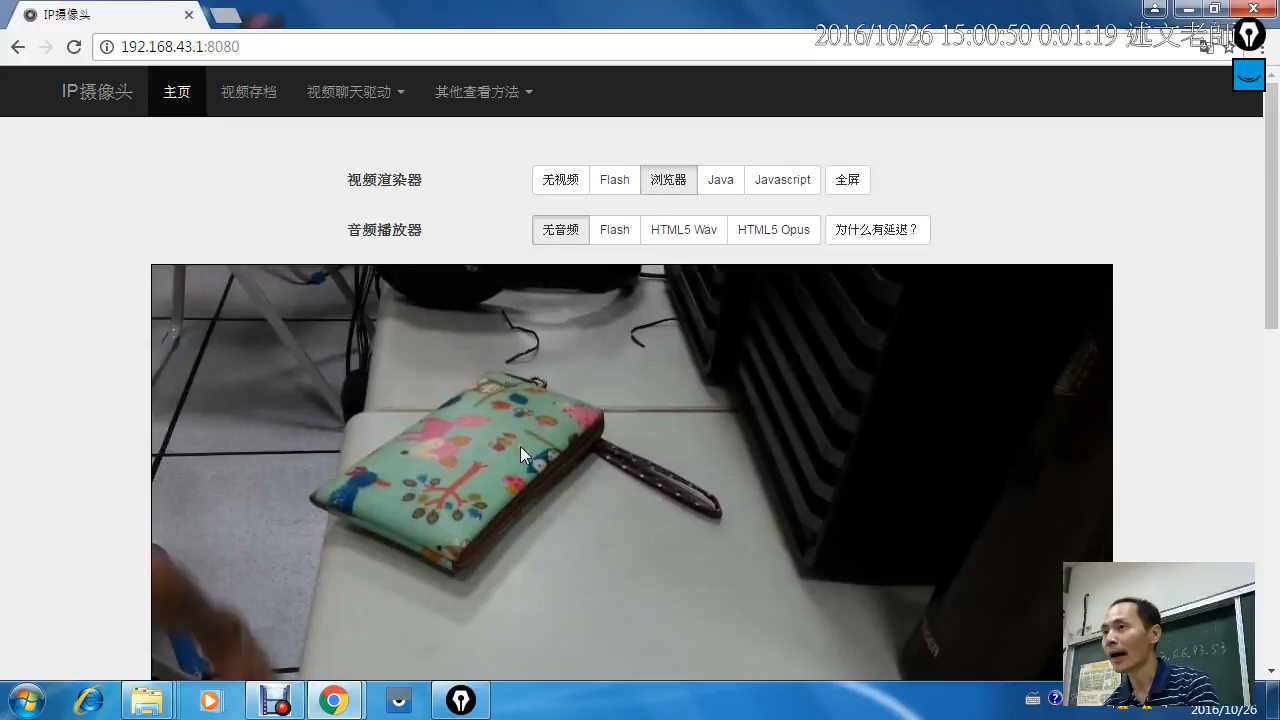 IP摄像头
192.168.43.1:8080
2016/10/26 15:00:50 0:01:19 述文老師
IP摄像头 主页 视频存档 视频聊天驱动 其他查看方法
视频渲染器 无视频 Flash 浏览器 Java Javascript 全屏
音频播放器 无音频 Flash HTML5 Wav HTML5 Opus 为什么有延迟？
2016/10/26